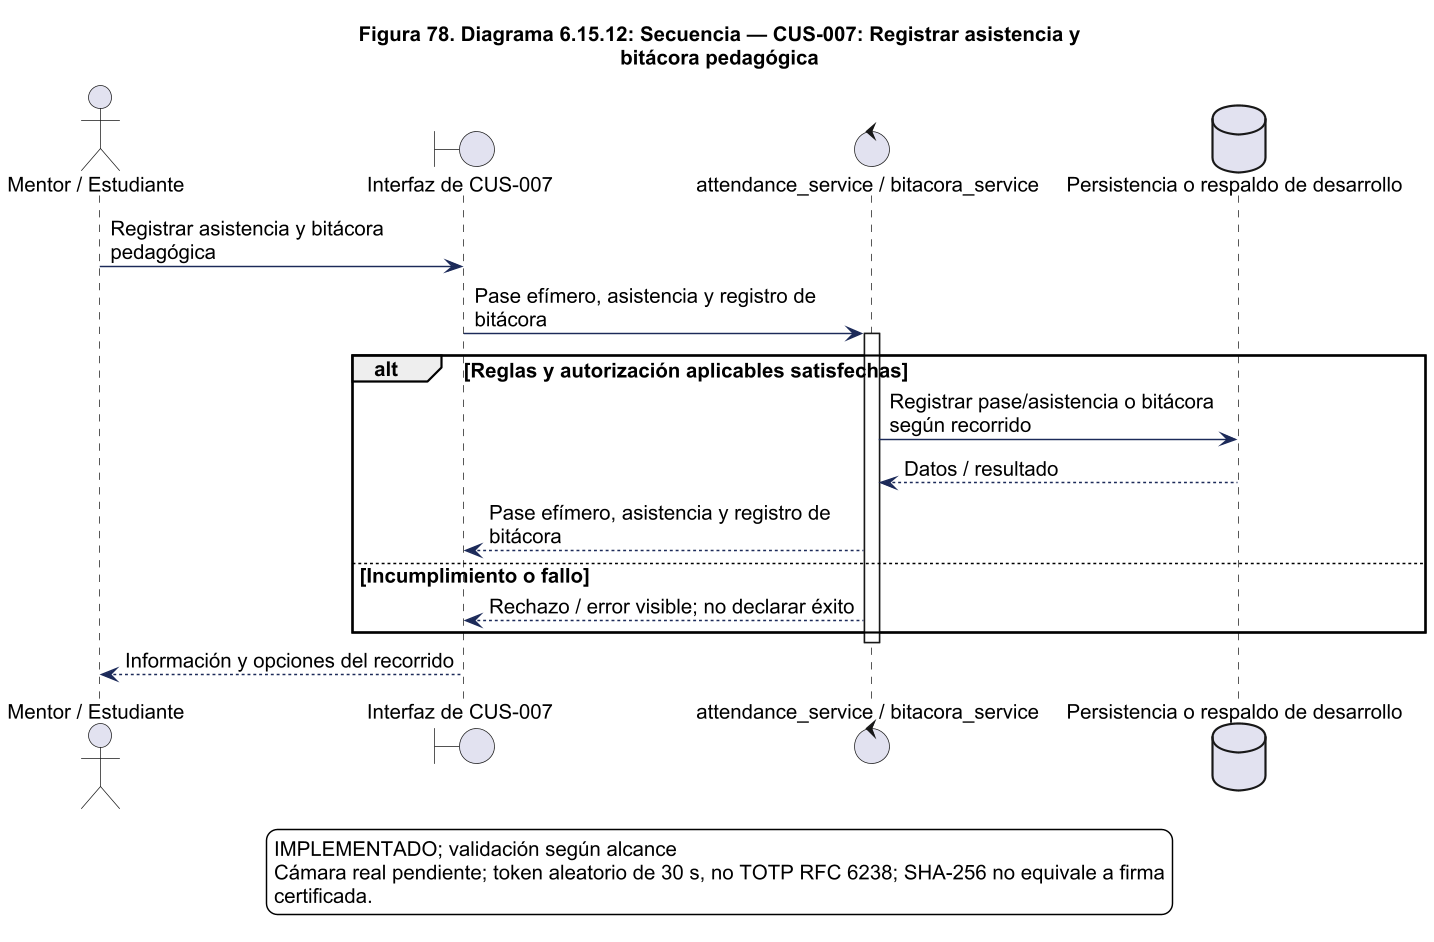 Figura 78. Diagrama 6.15.12: Secuencia — CUS-007: Registrar asistencia y
bitácora pedagógica
Mentor / Estudiante
Interfaz de CUS-007
attendance_service / bitacora_service
Persistencia o respaldo de desarrollo
Registrar asistencia y bitácora
pedagógica
Pase efímero, asistencia y registro de
bitácora
alt
[Reglas y autorización aplicables satisfechas]
Registrar pase/asistencia o bitácora
según recorrido
Datos / resultado
Pase efímero, asistencia y registro de
bitácora
[Incumplimiento o fallo]
Rechazo / error visible; no declarar éxito
Información y opciones del recorrido
Mentor / Estudiante
Interfaz de CUS-007
attendance_service / bitacora_service
Persistencia o respaldo de desarrollo
IMPLEMENTADO; validación según alcance
Cámara real pendiente; token aleatorio de 30 s, no TOTP RFC 6238; SHA-256 no equivale a firma
certificada.